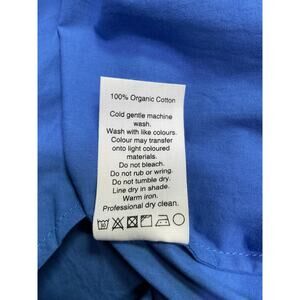 100% Organic Cotton
Cold gentle machine
wash.
Wash with like colours.
Colour may transfer
onto light coloured
materials.
Do not bleach.
Do not rub or wring.
Do not tumble dry.
Line dry in shade.
Warm iron.
Professional dry clean.
30